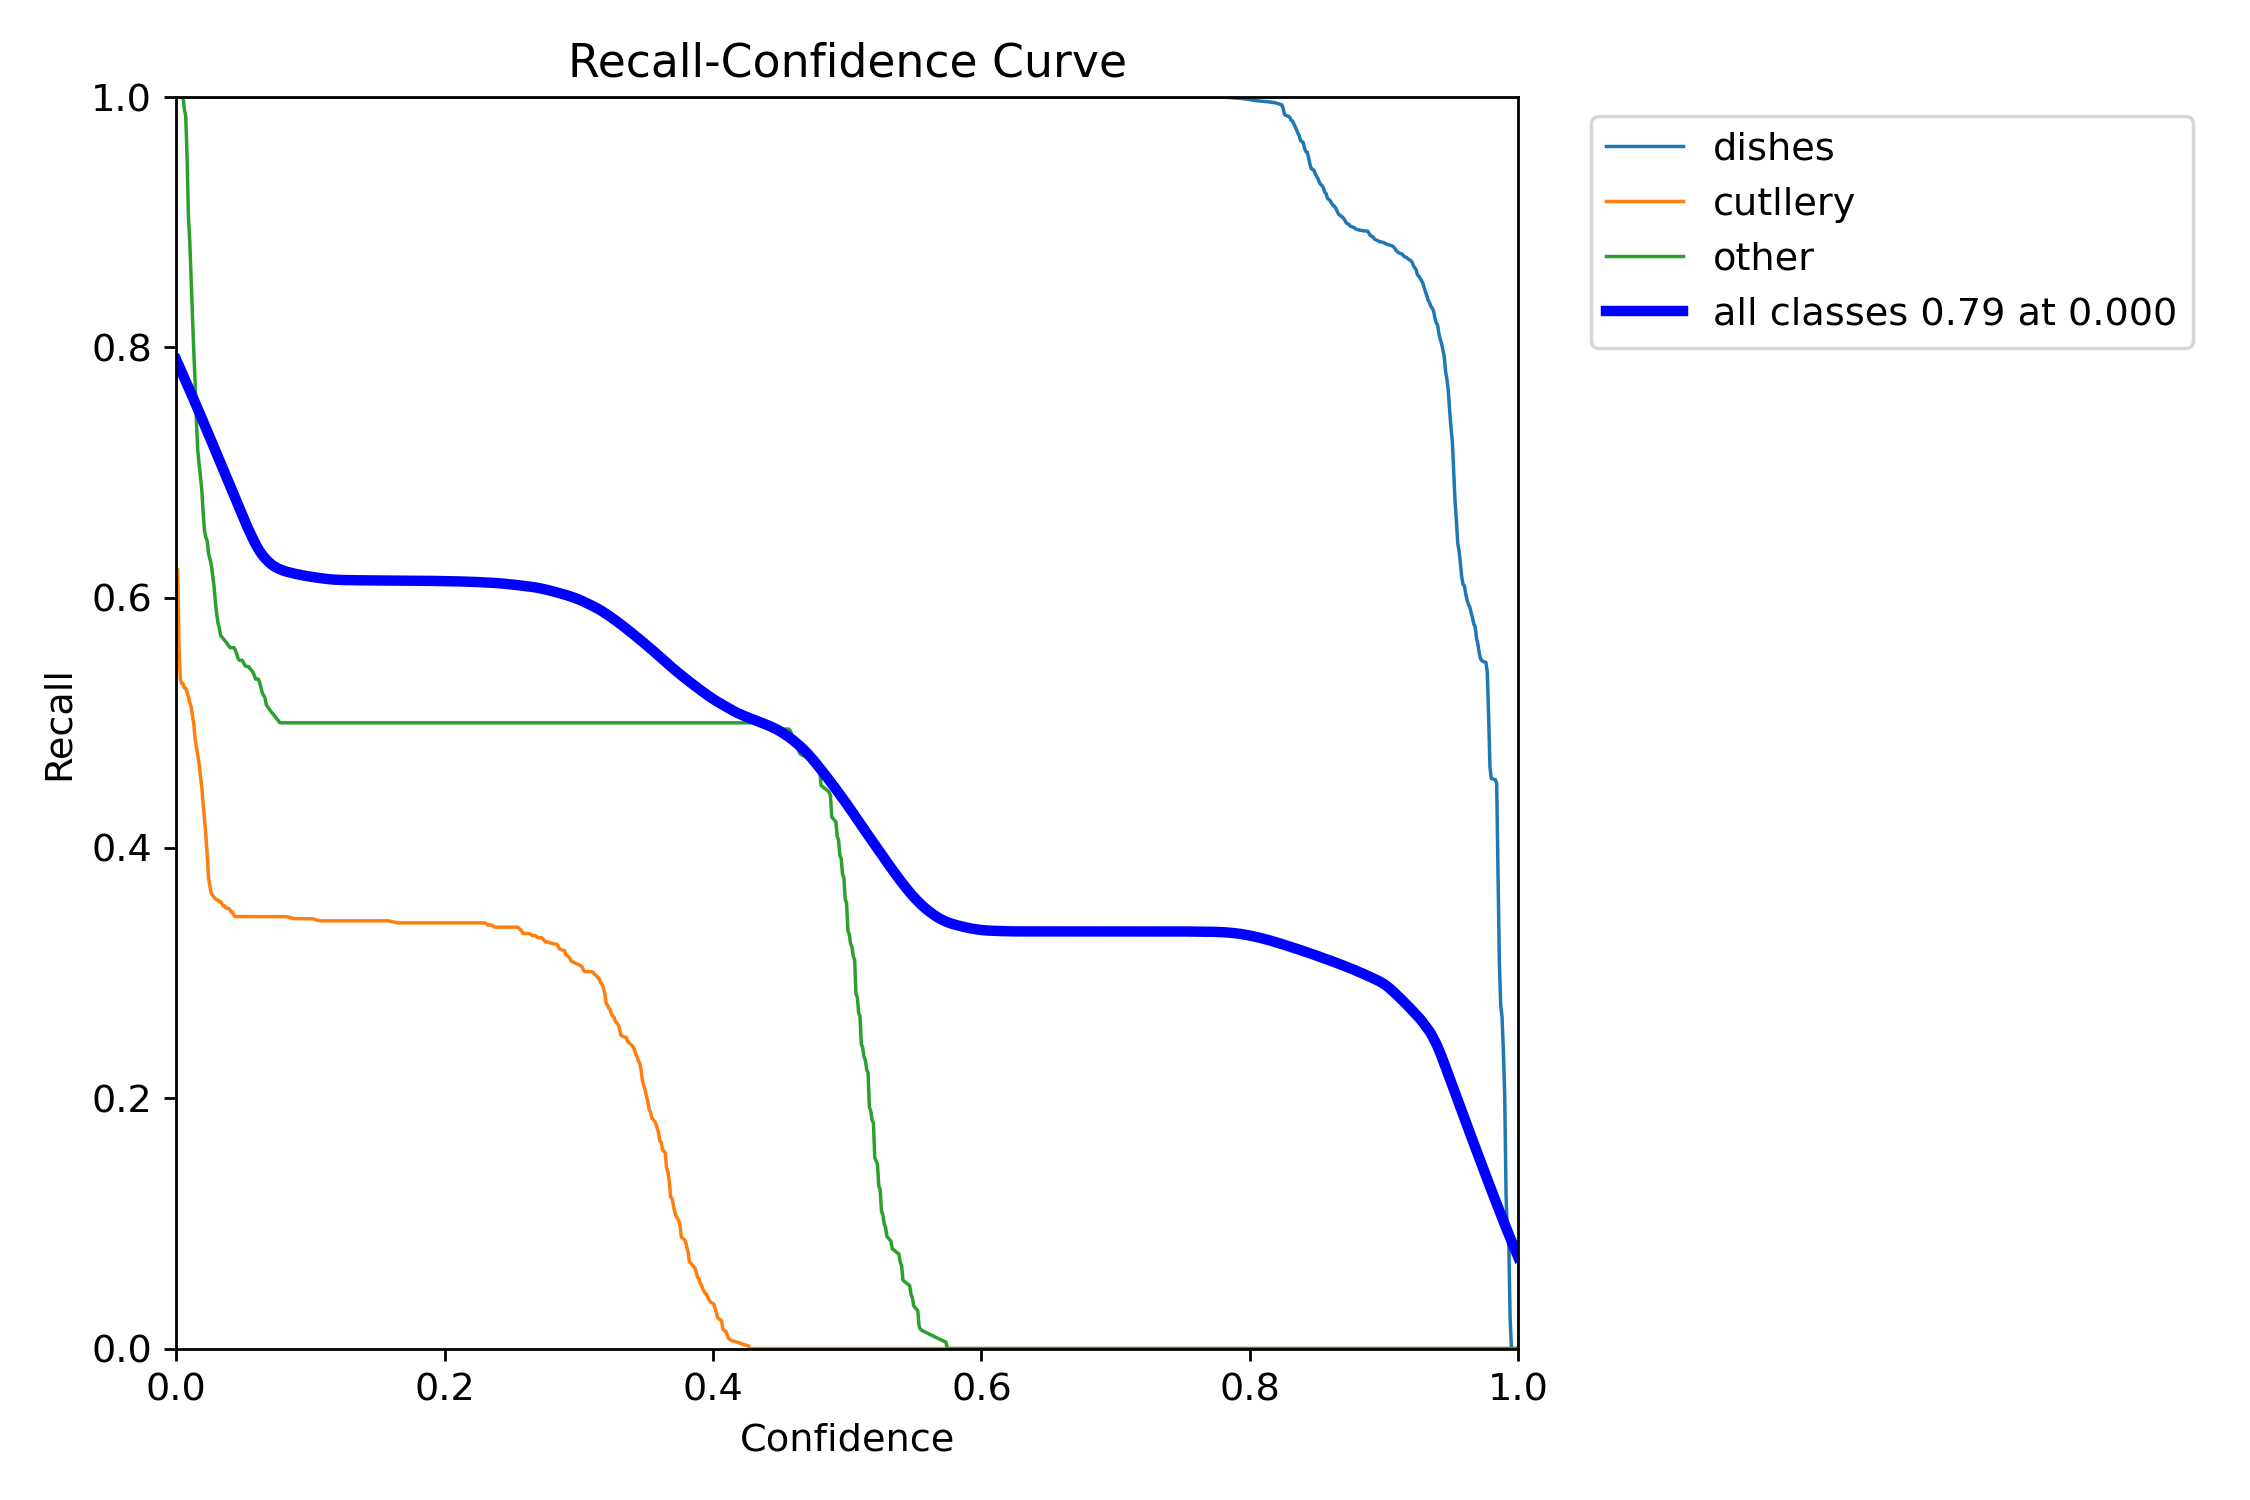 Recall-Confidence Curve
1.0
0.8
0.6
0.4
0.2
0.0
Recall
0.0 0.2 0.4 0.6 0.8 1.0
Confidence
dishes
cutllery
other
all classes 0.79 at 0.000